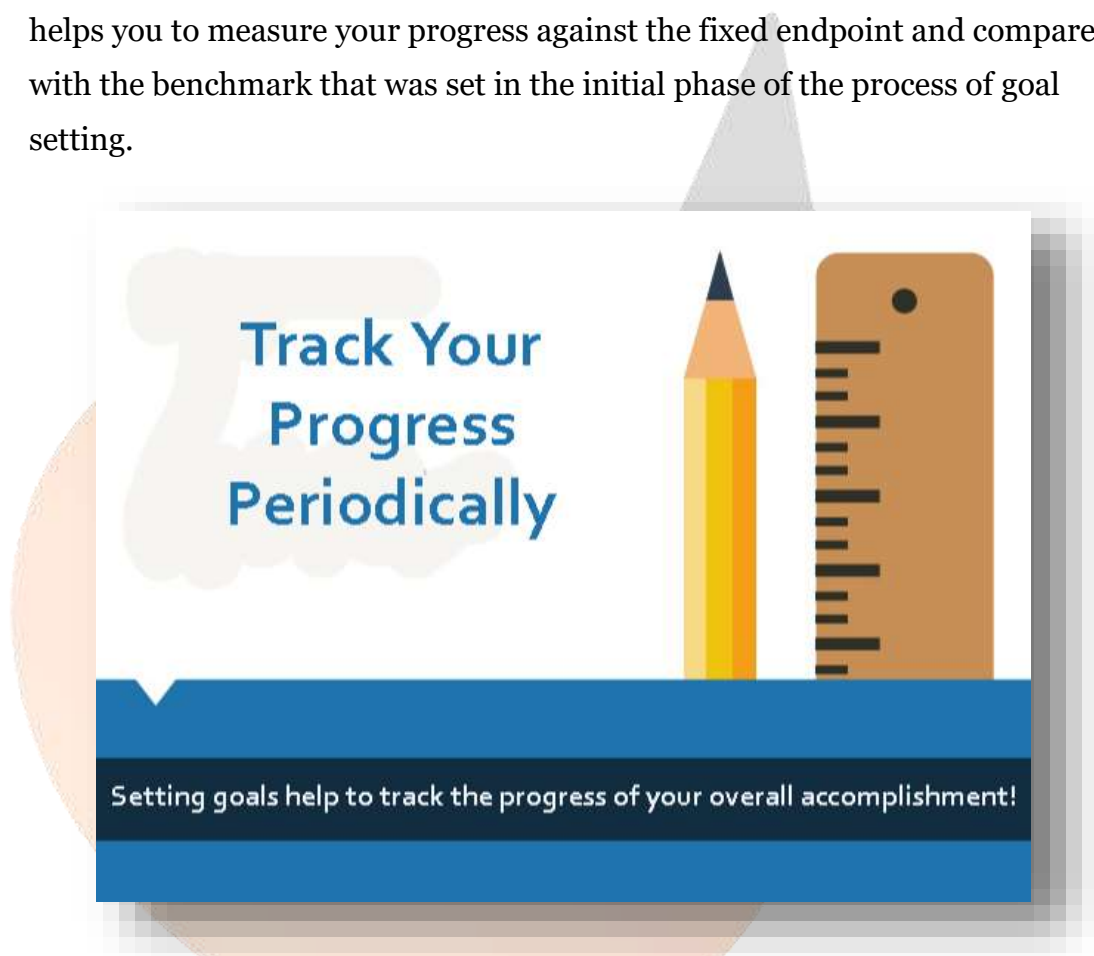 helps you to measure your progress against the fixed endpoint and compare
with the benchmark that was set in the initial phase of the process of goal
setting.
Track Your
Progress
Periodically
Setting goals help to track the progress of your overall accomplishment!